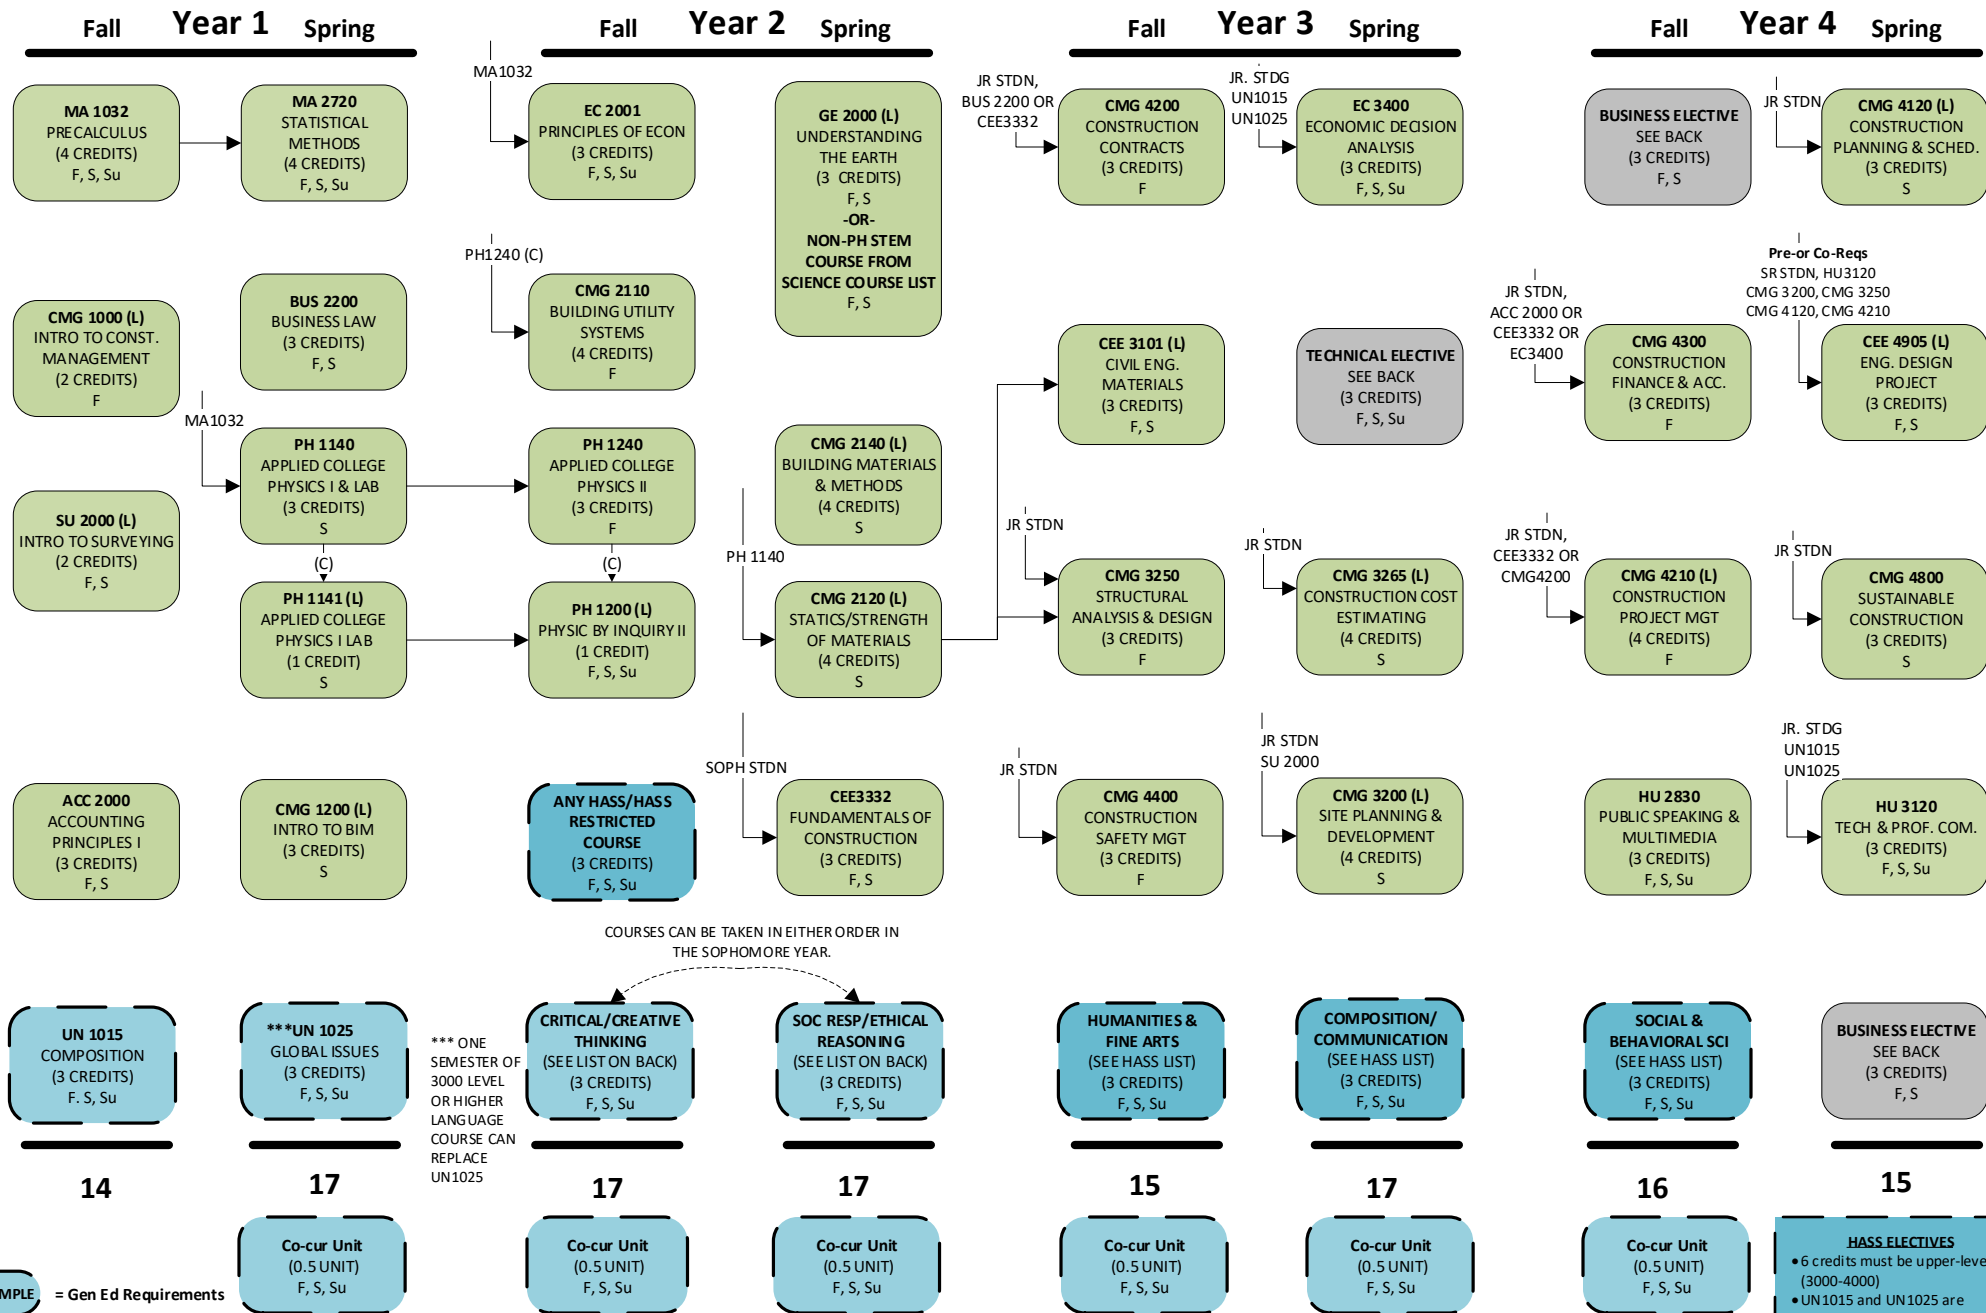 Fall Year 1 Spring
Fall Year 2 Spring
Fall Year 3 Spring
Fall Year 4 Spring
MA 1032
PRECALCULUS
(4 CREDITS)
F, S, Su
CMG 1000 (L)
INTRO TO CONST.
MANAGEMENT
(2 CREDITS)
F
SU 2000 (L)
INTRO TO SURVEYING
(2 CREDITS)
F, S
ACC 2000
ACCOUNTING
PRINCIPLES I
(3 CREDITS)
F, S
UN 1015
COMPOSITION
(3 CREDITS)
F. S, Su
14
MA 2720
STATISTICAL
METHODS
(4 CREDITS)
F, S, Su
BUS 2200
BUSINESS LAW
(3 CREDITS)
F, S
MA1032
PH 1140
APPLIED COLLEGE
PHYSICS I & LAB
(3 CREDITS)
S
(C)
PH 1141 (L)
APPLIED COLLEGE
PHYSICS I LAB
(1 CREDIT)
S
CMG 1200 (L)
INTRO TO BIM
(3 CREDITS)
S
***UN 1025
GLOBAL ISSUES
(3 CREDITS)
F, S, Su
*** ONE
SEMESTER OF
3000 LEVEL
OR HIGHER
LANGUAGE
COURSE CAN
REPLACE
UN1025
17
Co-cur Unit
(0.5 UNIT)
F, S, Su
MA1032
EC 2001
PRINCIPLES OF ECON
(3 CREDITS)
F, S, Su
PH1240 (C)
CMG 2110
BUILDING UTILITY
SYSTEMS
(4 CREDITS)
F
PH 1240
APPLIED COLLEGE
PHYSICS II
(3 CREDITS)
F
(C)
PH 1200 (L)
PHYSIC BY INQUIRY II
(1 CREDIT)
F, S, Su
ANY HASS/HASS
RESTRICTED
COURSE
(3 CREDITS)
F, S, Su
COURSES CAN BE TAKEN IN EITHER ORDER IN
THE SOPHOMORE YEAR.
CRITICAL/CREATIVE
THINKING
(SEE LIST ON BACK)
(3 CREDITS)
F, S, Su
17
Co-cur Unit
(0.5 UNIT)
F, S, Su
GE 2000 (L)
UNDERSTANDING
THE EARTH
(3 CREDITS)
F, S
-OR-
NON-PH STEM
COURSE FROM
SCIENCE COURSE LIST
F, S
CMG 2140 (L)
BUILDING MATERIALS
& METHODS
(4 CREDITS)
S
PH 1140
CMG 2120 (L)
STATICS/STRENGTH
OF MATERIALS
(4 CREDITS)
S
SOPH STDN
CEE3332
FUNDAMENTALS OF
CONSTRUCTION
(3 CREDITS)
F, S
SOC RESP/ETHICAL
REASONING
(SEE LIST ON BACK)
(3 CREDITS)
F, S, Su
17
Co-cur Unit
(0.5 UNIT)
F, S, Su
JR STDN,
BUS 2200 OR
CEE3332
CMG 4200
CONSTRUCTION
CONTRACTS
(3 CREDITS)
F
CEE 3101 (L)
CIVIL ENG.
MATERIALS
(3 CREDITS)
F, S
JR STDN
CMG 3250
STRUCTURAL
ANALYSIS & DESIGN
(3 CREDITS)
F
JR STDN
CMG 4400
CONSTRUCTION
SAFETY MGT
(3 CREDITS)
F
HUMANITIES &
FINE ARTS
(SEE HASS LIST)
(3 CREDITS)
F, S, Su
15
Co-cur Unit
(0.5 UNIT)
F, S, Su
JR. STDG
UN1015
UN1025
EC 3400
ECONOMIC DECISION
ANALYSIS
(3 CREDITS)
F, S, Su
TECHNICAL ELECTIVE
SEE BACK
(3 CREDITS)
F, S, Su
JR STDN
CMG 3265 (L)
CONSTRUCTION COST
ESTIMATING
(4 CREDITS)
S
JR STDN
SU 2000
CMG 3200 (L)
SITE PLANNING &
DEVELOPMENT
(4 CREDITS)
S
COMPOSITION/
COMMUNICATION
(SEE HASS LIST)
(3 CREDITS)
F, S, Su
17
Co-cur Unit
(0.5 UNIT)
F, S, Su
BUSINESS ELECTIVE
SEE BACK
(3 CREDITS)
F, S
JR STDN,
ACC 2000 OR
CEE3332 OR
EC3400
CMG 4300
CONSTRUCTION
FINANCE & ACC.
(3 CREDITS)
F
JR STDN,
CEE3332 OR
CMG4200
CMG 4210 (L)
CONSTRUCTION
PROJECT MGT
(4 CREDITS)
F
HU 2830
PUBLIC SPEAKING &
MULTIMEDIA
(3 CREDITS)
F, S, Su
SOCIAL &
BEHAVIORAL SCI
(SEE HASS LIST)
(3 CREDITS)
F, S, Su
16
Co-cur Unit
(0.5 UNIT)
F, S, Su
JR STDN
CMG 4120 (L)
CONSTRUCTION
PLANNING & SCHED.
(3 CREDITS)
S
Pre-or Co-Reqs
SR STDN, HU3120
CMG 3200, CMG 3250
CMG 4120, CMG 4210
CEE 4905 (L)
ENG. DESIGN
PROJECT
(3 CREDITS)
F, S
JR STDN
CMG 4800
SUSTAINABLE
CONSTRUCTION
(3 CREDITS)
S
JR. STDG
UN1015
UN1025
HU 3120
TECH & PROF. COM.
(3 CREDITS)
F, S, Su
BUSINESS ELECTIVE
SEE BACK
(3 CREDITS)
F, S
15
HASS ELECTIVES
• 6 credits must be upper-leve
(3000-4000)
• UN1015 and UN1025 are
MPLE = Gen Ed Requirements